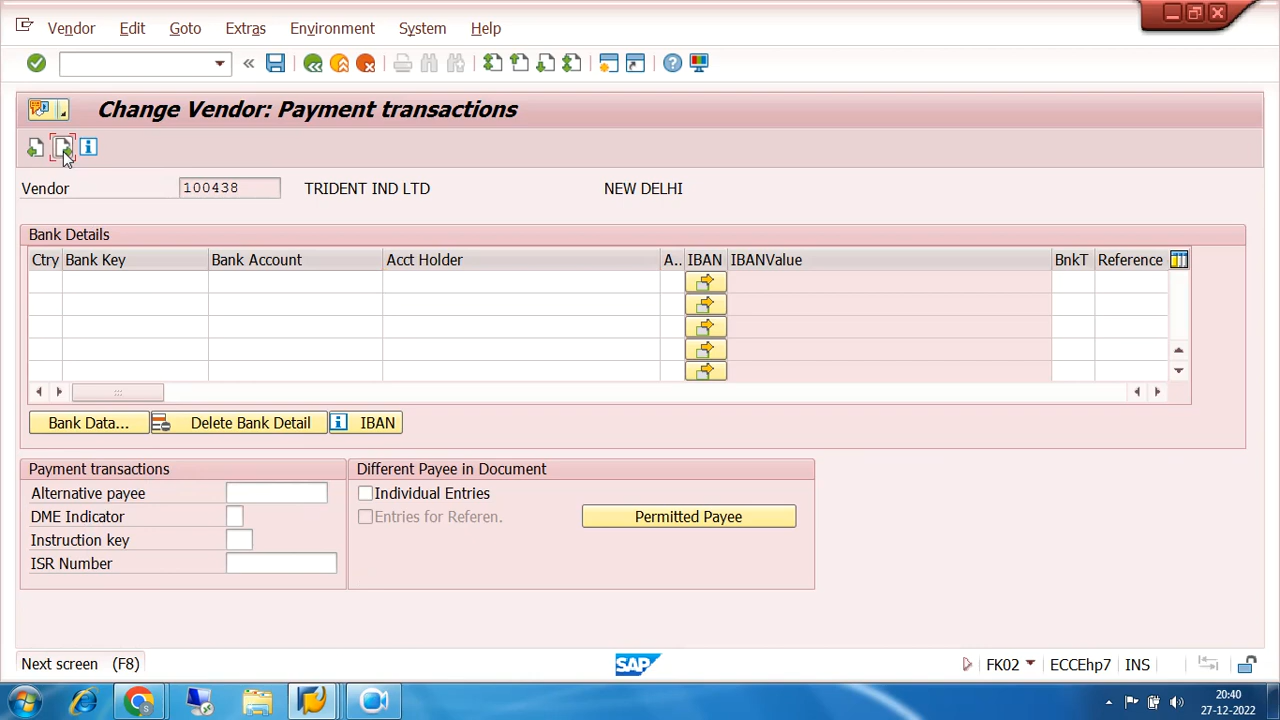 Vendor Edit Goto Extras Environment System Help
Change Vendor: Payment transactions
Vendor 100438 TRIDENT IND LTD NEW DELHI
Bank Details
Ctry Bank Key Bank Account Acct Holder A.. IBAN IBANValue BnkT Reference
Bank Data... Delete Bank Detail IBAN
Payment transactions
Alternative payee
DME Indicator
Instruction key
ISR Number
Different Payee in Document
Individual Entries
Entries for Referen. Permitted Payee
Next screen (F8) SAP FK02 ECCEhp7 INS
20:40
27-12-2022